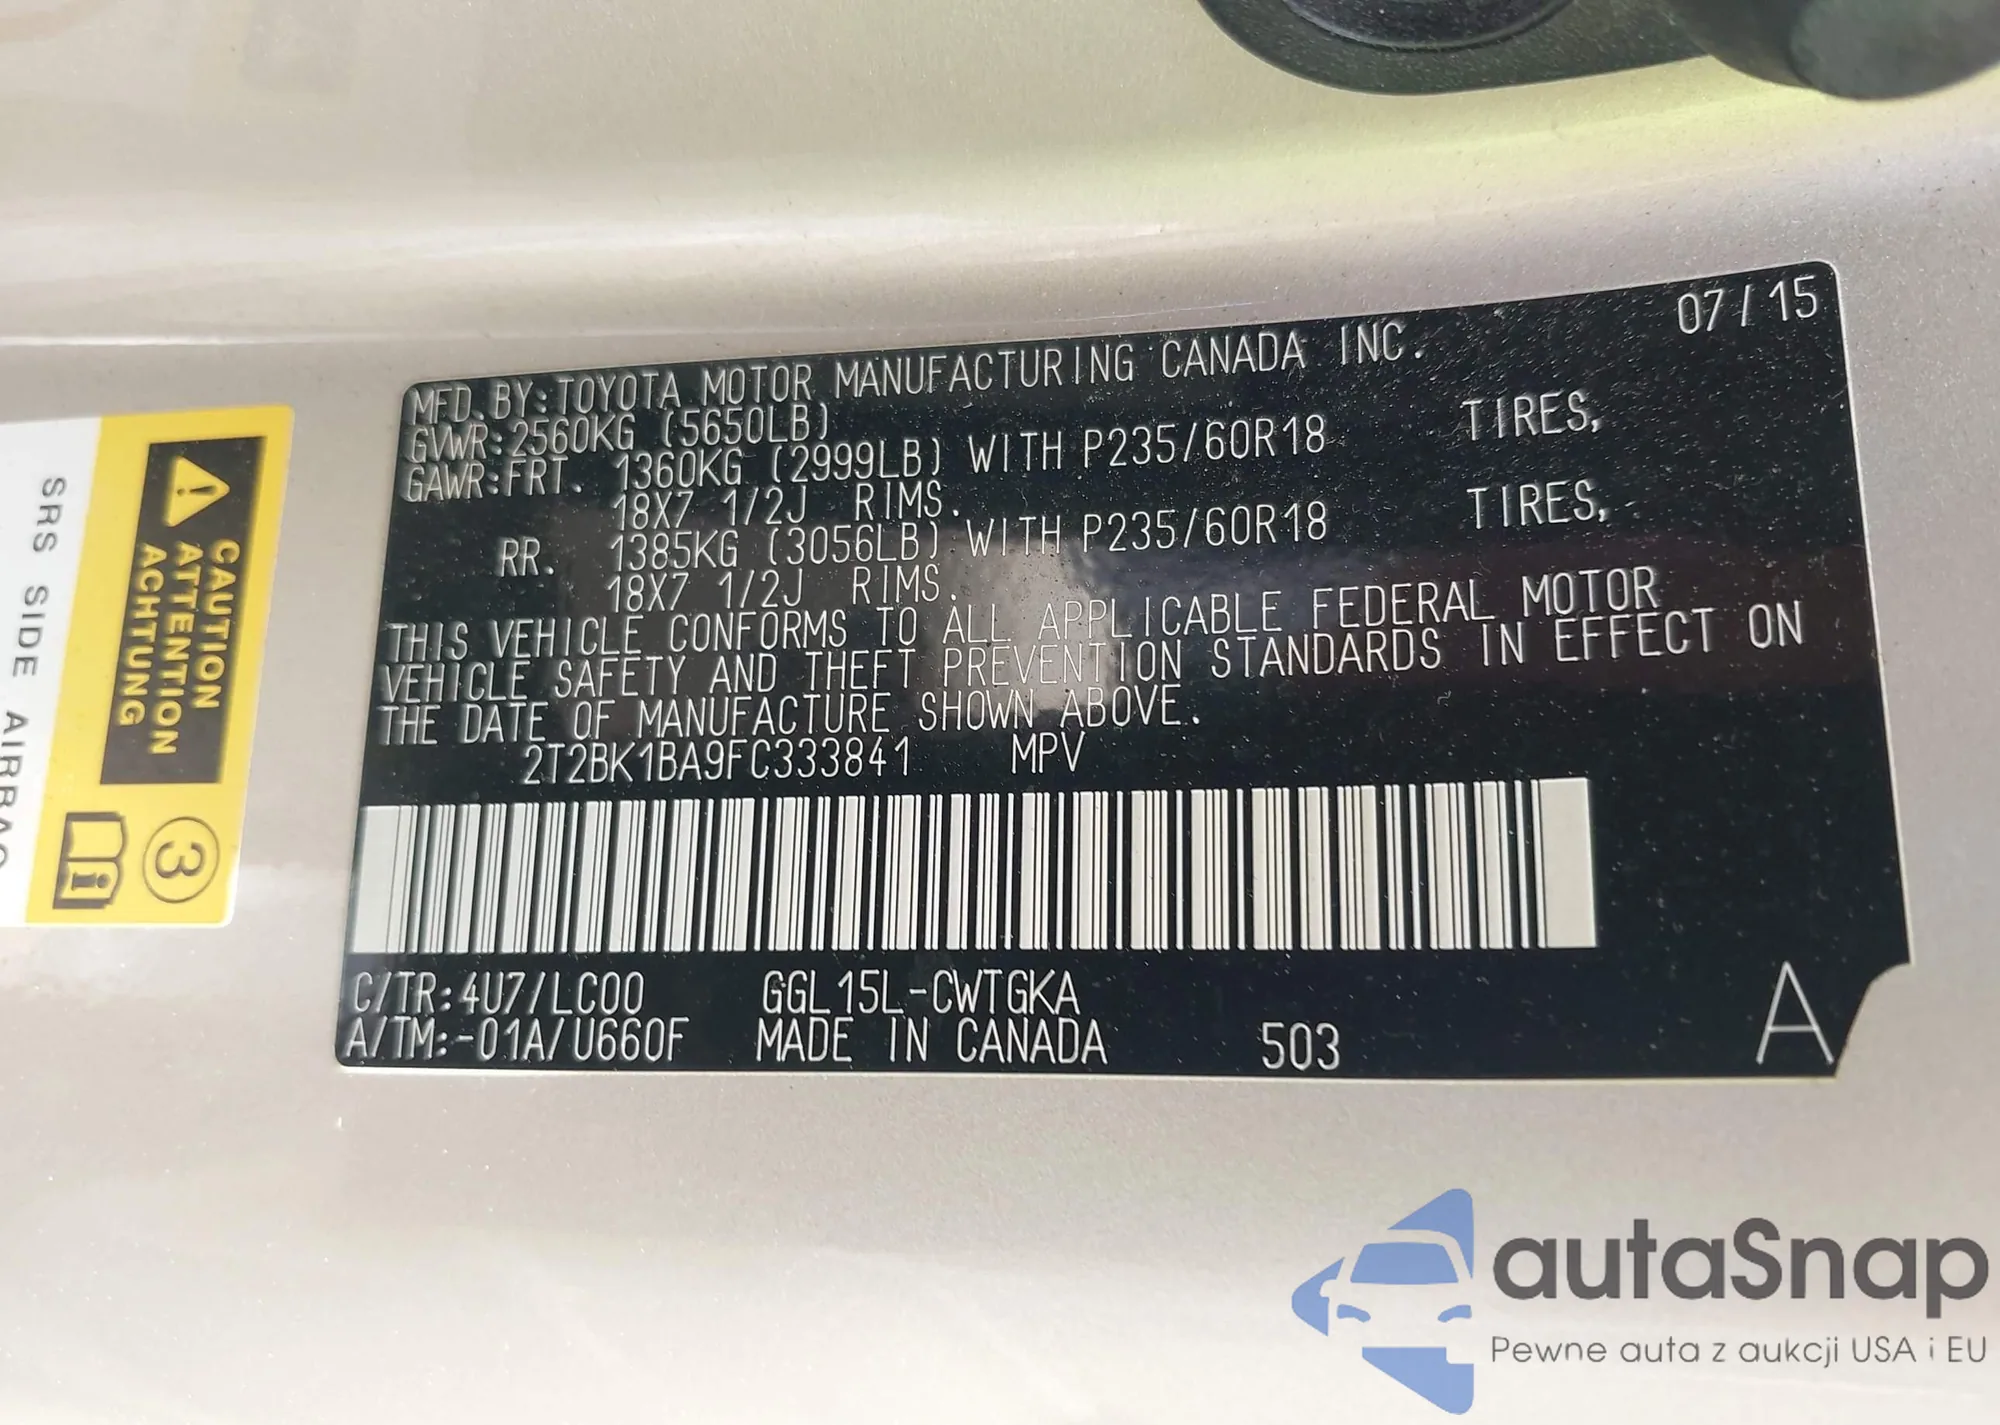 07/15
MFD. BY: TOYOTA MOTOR MANUFACTURING CANADA INC.
GVWR: 2560KG (5650LB)
GAWR: FRT. 1360KG (2999LB) WITH P235/60R18 TIRES,
18X7 1/2J RIMS.
RR. 1385KG (3056LB) WITH P235/60R18 TIRES,
18X7 1/2J RIMS.
THIS VEHICLE CONFORMS TO ALL APPLICABLE FEDERAL MOTOR
VEHICLE SAFETY AND THEFT PREVENTION STANDARDS IN EFFECT ON
THE DATE OF MANUFACTURE SHOWN ABOVE.
2T2BK1BA9FC333841 MPV
C/TR: 4U7/LC00 GGL15L-CWTGKA
A/TM: -01A/U660F MADE IN CANADA 503 A
CAUTION
ATTENTION
ACHTUNG
3
SRS SIDE AIRBAG
autaSnap
Pewne auta z aukcji USA i EU